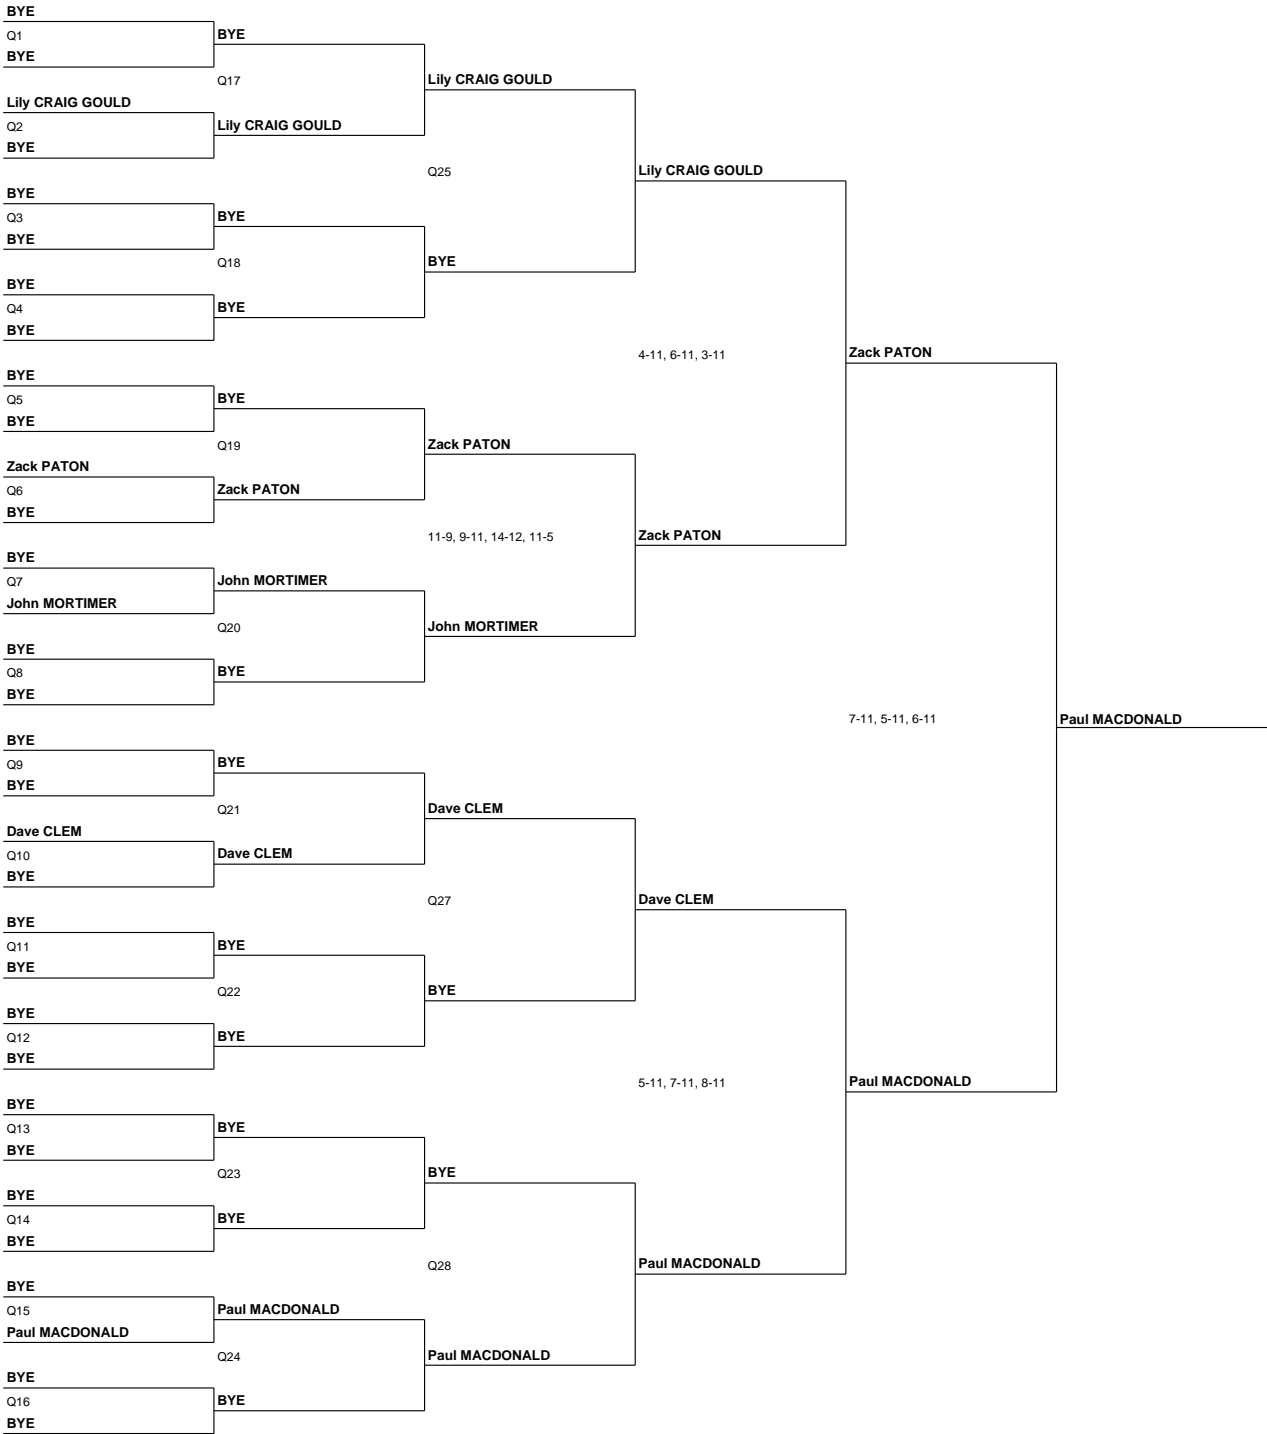 BYE
Q1
BYE
BYE
Q17
Lily CRAIG GOULD
Lily CRAIG GOULD
Q2
BYE
Lily CRAIG GOULD
Q25
Lily CRAIG GOULD
BYE
Q3
BYE
BYE
Q18
BYE
BYE
Q4
BYE
BYE
4-11, 6-11, 3-11
Zack PATON
BYE
Q5
BYE
BYE
Q19
Zack PATON
Zack PATON
Q6
BYE
Zack PATON
11-9, 9-11, 14-12, 11-5
Zack PATON
BYE
Q7
John MORTIMER
John MORTIMER
Q20
John MORTIMER
BYE
Q8
BYE
BYE
7-11, 5-11, 6-11
Paul MACDONALD
BYE
Q9
BYE
BYE
Q21
Dave CLEM
Dave CLEM
Q10
BYE
Dave CLEM
Q27
Dave CLEM
BYE
Q11
BYE
BYE
Q22
BYE
BYE
Q12
BYE
BYE
5-11, 7-11, 8-11
Paul MACDONALD
BYE
Q13
BYE
BYE
Q23
BYE
BYE
Q14
BYE
BYE
Q28
Paul MACDONALD
BYE
Q15
Paul MACDONALD
Paul MACDONALD
Q24
Paul MACDONALD
BYE
Q16
BYE
BYE